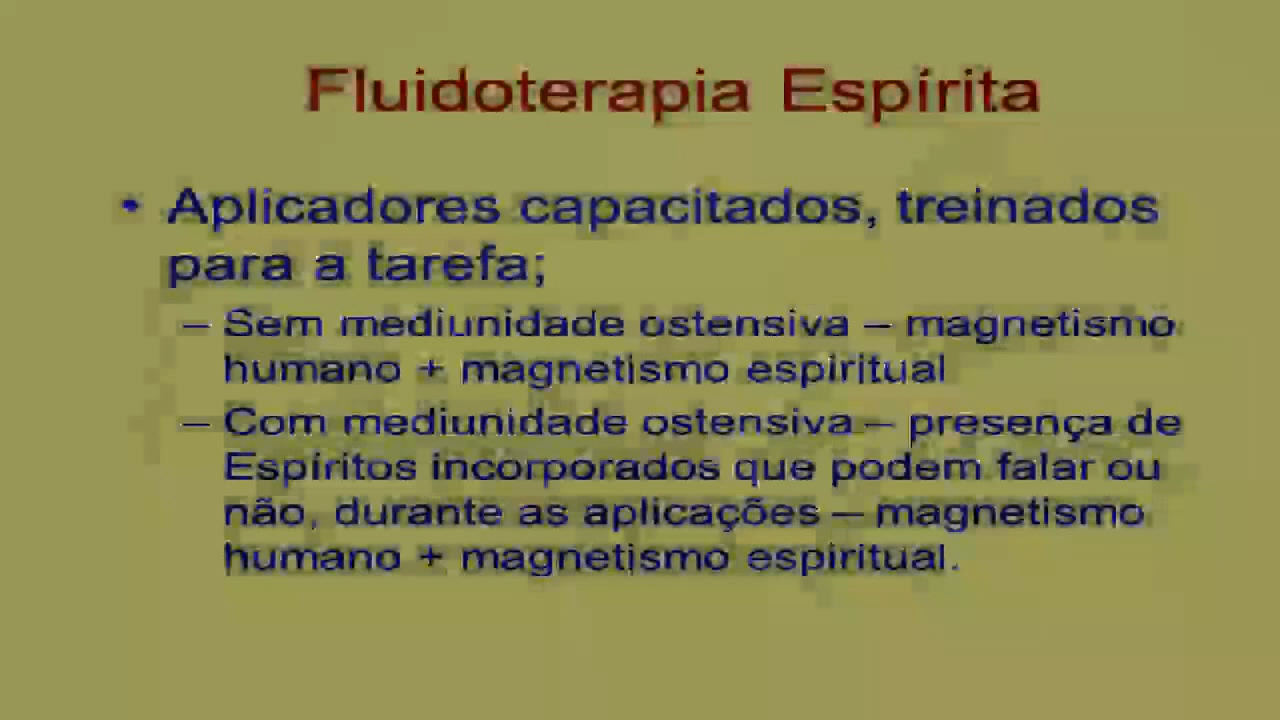 Fluidoterapia Espírita
• Aplicadores capacitados, treinados
para a tarefa;
– Sem mediunidade ostensiva – magnetismo
humano + magnetismo espiritual
– Com mediunidade ostensiva – presença de
Espíritos incorporados que podem falar ou
não, durante as aplicações – magnetismo
humano + magnetismo espiritual.